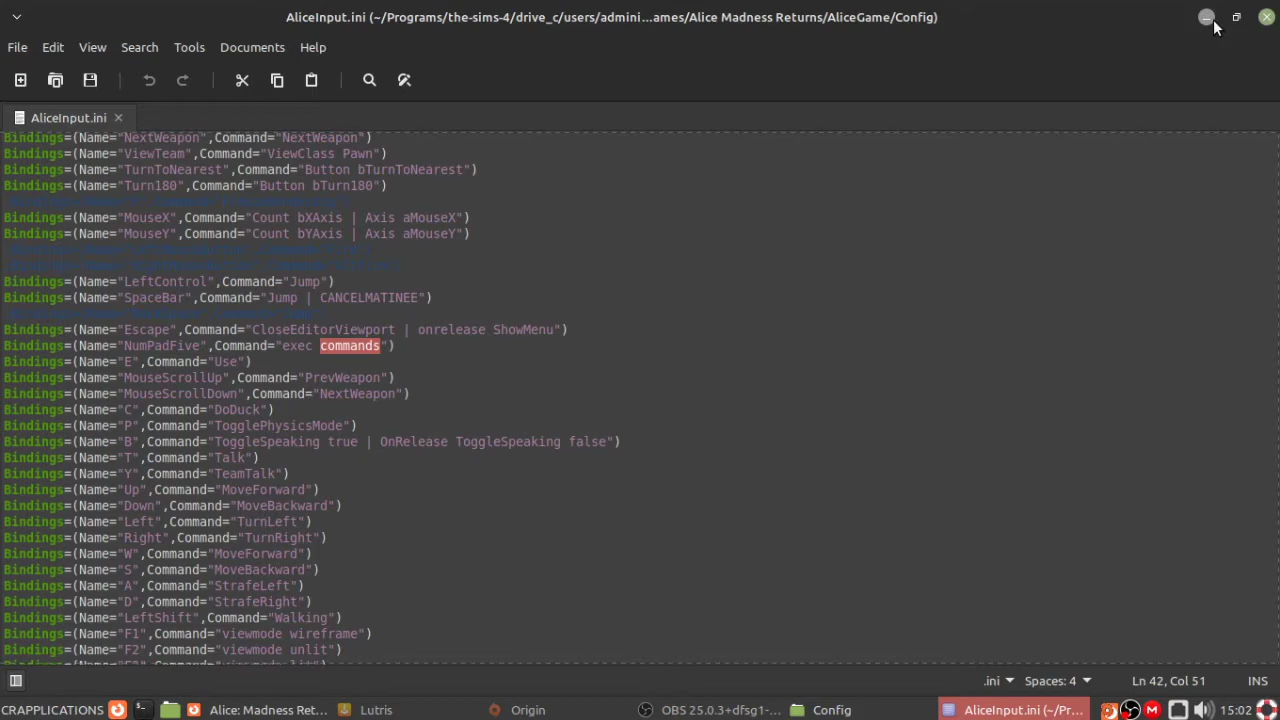 AliceInput.ini (~/Programs/the-sims-4/drive_c/users/admini...ames/Alice Madness Returns/AliceGame/Config)
File Edit View Search Tools Documents Help
AliceInput.ini
Bindings=(Name="NextWeapon",Command="NextWeapon")
Bindings=(Name="ViewTeam",Command="ViewClass Pawn")
Bindings=(Name="TurnToNearest",Command="Button bTurnToNearest")
Bindings=(Name="Turn180",Command="Button bTurn180")
Bindings=(Name="MouseX",Command="Count bXAxis | Axis aMouseX")
Bindings=(Name="MouseY",Command="Count bYAxis | Axis aMouseY")
Bindings=(Name="LeftControl",Command="Jump")
Bindings=(Name="SpaceBar",Command="Jump | CANCELMATINEE")
Bindings=(Name="Escape",Command="CloseEditorViewport | onrelease ShowMenu")
Bindings=(Name="NumPadFive",Command="exec commands")
Bindings=(Name="E",Command="Use")
Bindings=(Name="MouseScrollUp",Command="PrevWeapon")
Bindings=(Name="MouseScrollDown",Command="NextWeapon")
Bindings=(Name="C",Command="DoDuck")
Bindings=(Name="P",Command="TogglePhysicsMode")
Bindings=(Name="B",Command="ToggleSpeaking true | OnRelease ToggleSpeaking false")
Bindings=(Name="T",Command="Talk")
Bindings=(Name="Y",Command="TeamTalk")
Bindings=(Name="Up",Command="MoveForward")
Bindings=(Name="Down",Command="MoveBackward")
Bindings=(Name="Left",Command="TurnLeft")
Bindings=(Name="Right",Command="TurnRight")
Bindings=(Name="W",Command="MoveForward")
Bindings=(Name="S",Command="MoveBackward")
Bindings=(Name="A",Command="StrafeLeft")
Bindings=(Name="D",Command="StrafeRight")
Bindings=(Name="LeftShift",Command="Walking")
Bindings=(Name="F1",Command="viewmode wireframe")
Bindings=(Name="F2",Command="viewmode unlit")
.ini Spaces: 4 Ln 42, Col 51 INS
CRAPPLICATIONS Alice: Madness Ret... Lutris Origin OBS 25.0.3+dfsg1-... Config AliceInput.ini (~/Pr... 15:02